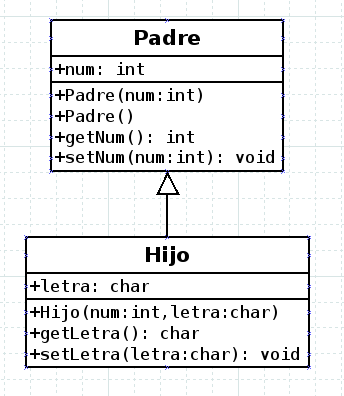 Padre
+num: int
+Padre(num:int)
+Padre()
+getNum(): int
+setNum(num:int): void
Hijo
+letra: char
+Hijo(num:int,letra:char)
+getLetra(): char
+setLetra(letra:char): void